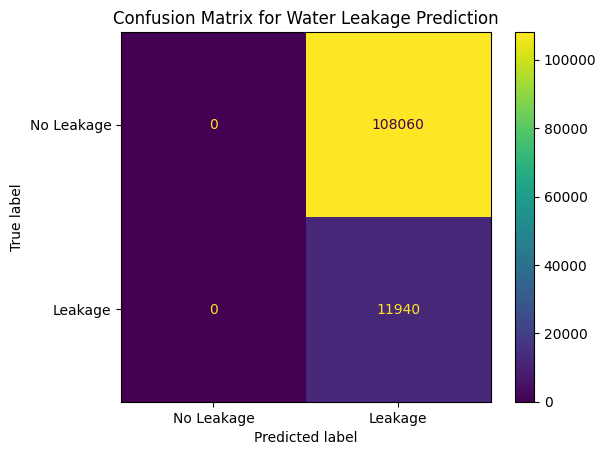 Confusion Matrix for Water Leakage Prediction
No Leakage
0
108060
Leakage
0
11940
No Leakage
Leakage
Predicted label
True label
100000
80000
60000
40000
20000
0